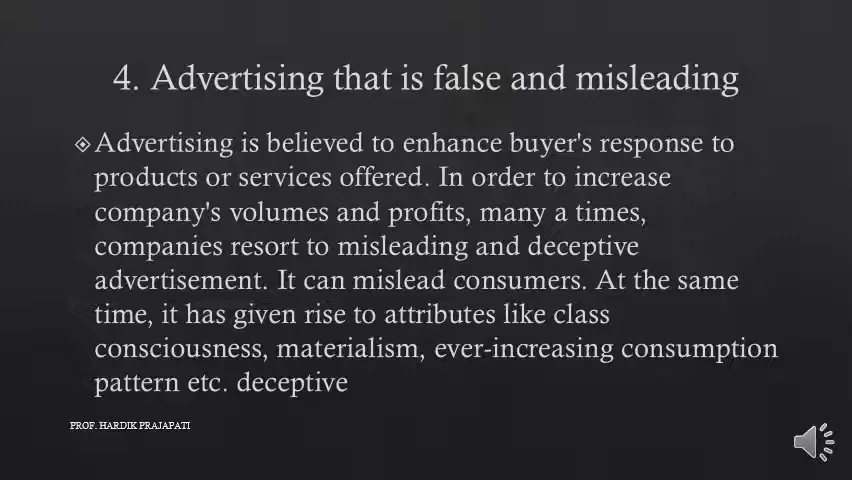 4. Advertising that is false and misleading
Advertising is believed to enhance buyer's response to
products or services offered. In order to increase
company's volumes and profits, many a times,
companies resort to misleading and deceptive
advertisement. It can mislead consumers. At the same
time, it has given rise to attributes like class
consciousness, materialism, ever-increasing consumption
pattern etc. deceptive
PROF. HARDIK PRAJAPATI